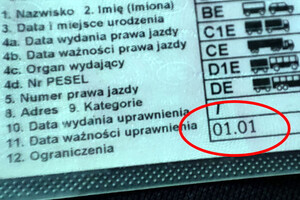 1. Nazwisko 2. Imię (Imiona)
3. Data i miejsce urodzenia
4a. Data wydania prawa jazdy
4b. Data ważności prawa jazdy
4c. Organ wydający
4d. Nr PESEL
5. Numer prawa jazdy
8. Adres 9. Kategorie
10. Data wydania uprawnienia
11. Data ważności uprawnienia
12. Ograniczenia
BE
C1E
CE
D1E
DE
01.01